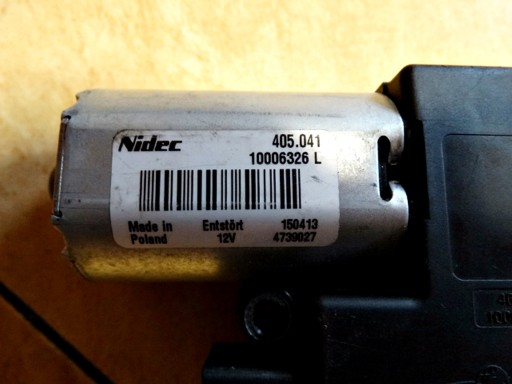 Nidec 405.041
10006326 L
Made in Entstört 150413
Poland 12V 4739027